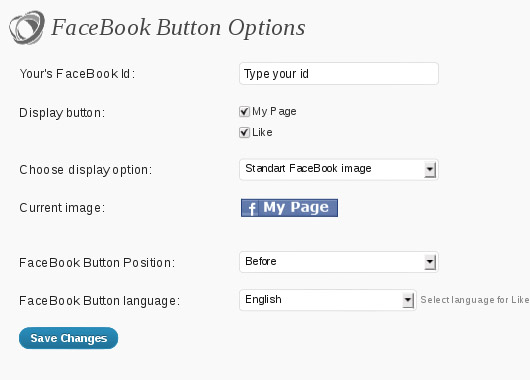 FaceBook Button Options
Your's FaceBook Id: Type your id
Display button: My Page
Like
Choose display option: Standart FaceBook image
Current image: f My Page
FaceBook Button Position: Before
FaceBook Button language: English Select language for Like
Save Changes